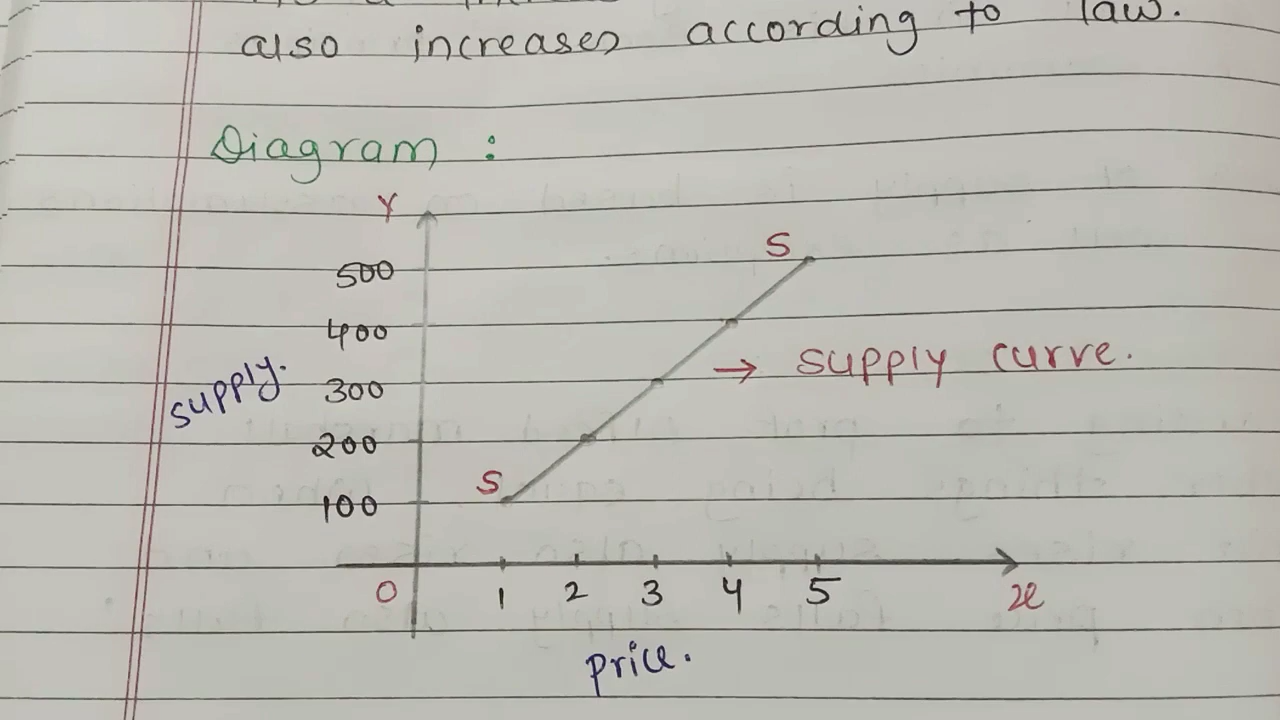 also increases according to law.
Diagram :
Y
S
500
400
supply.
→ supply curve.
300
200
S
100
0
1 2 3 4 5
x
price.